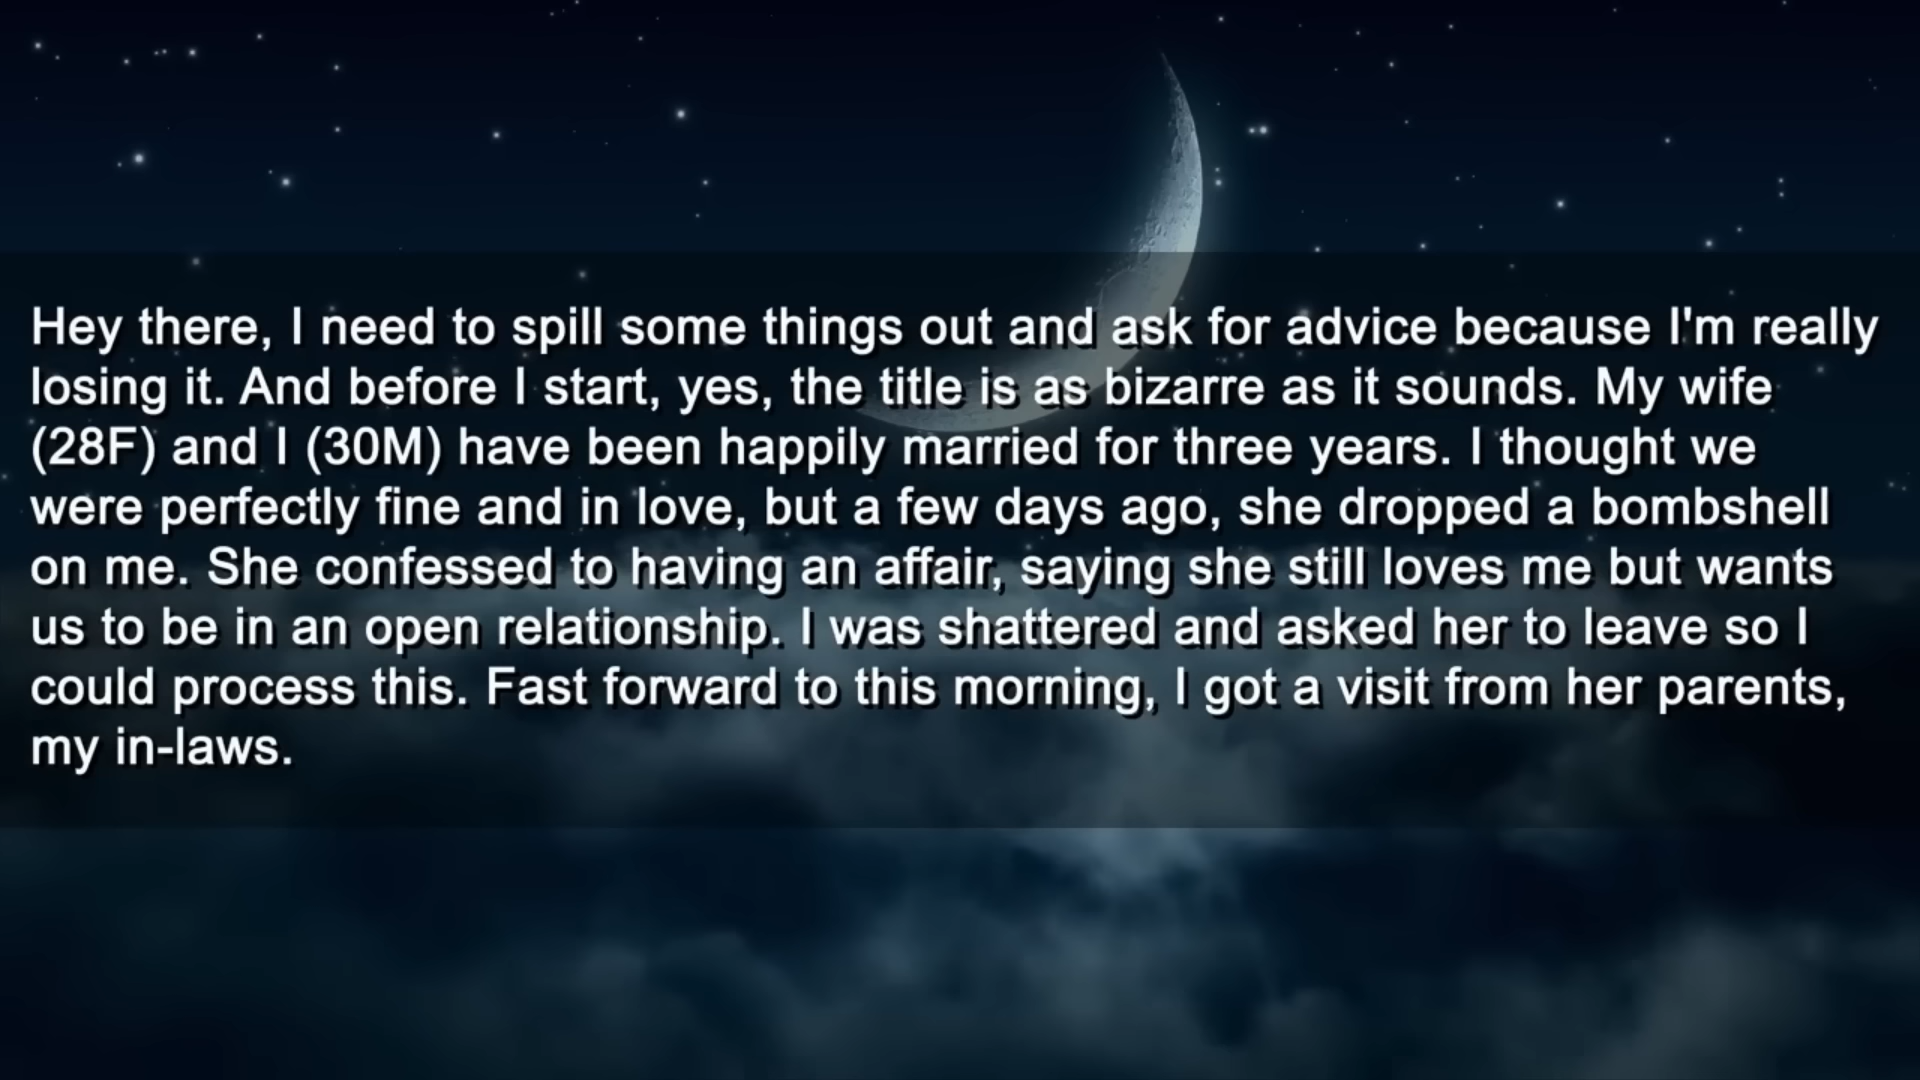 Hey there, I need to spill some things out and ask for advice because I'm really
losing it. And before I start, yes, the title is as bizarre as it sounds. My wife
(28F) and I (30M) have been happily married for three years. I thought we
were perfectly fine and in love, but a few days ago, she dropped a bombshell
on me. She confessed to having an affair, saying she still loves me but wants
us to be in an open relationship. I was shattered and asked her to leave so I
could process this. Fast forward to this morning, I got a visit from her parents,
my in-laws.